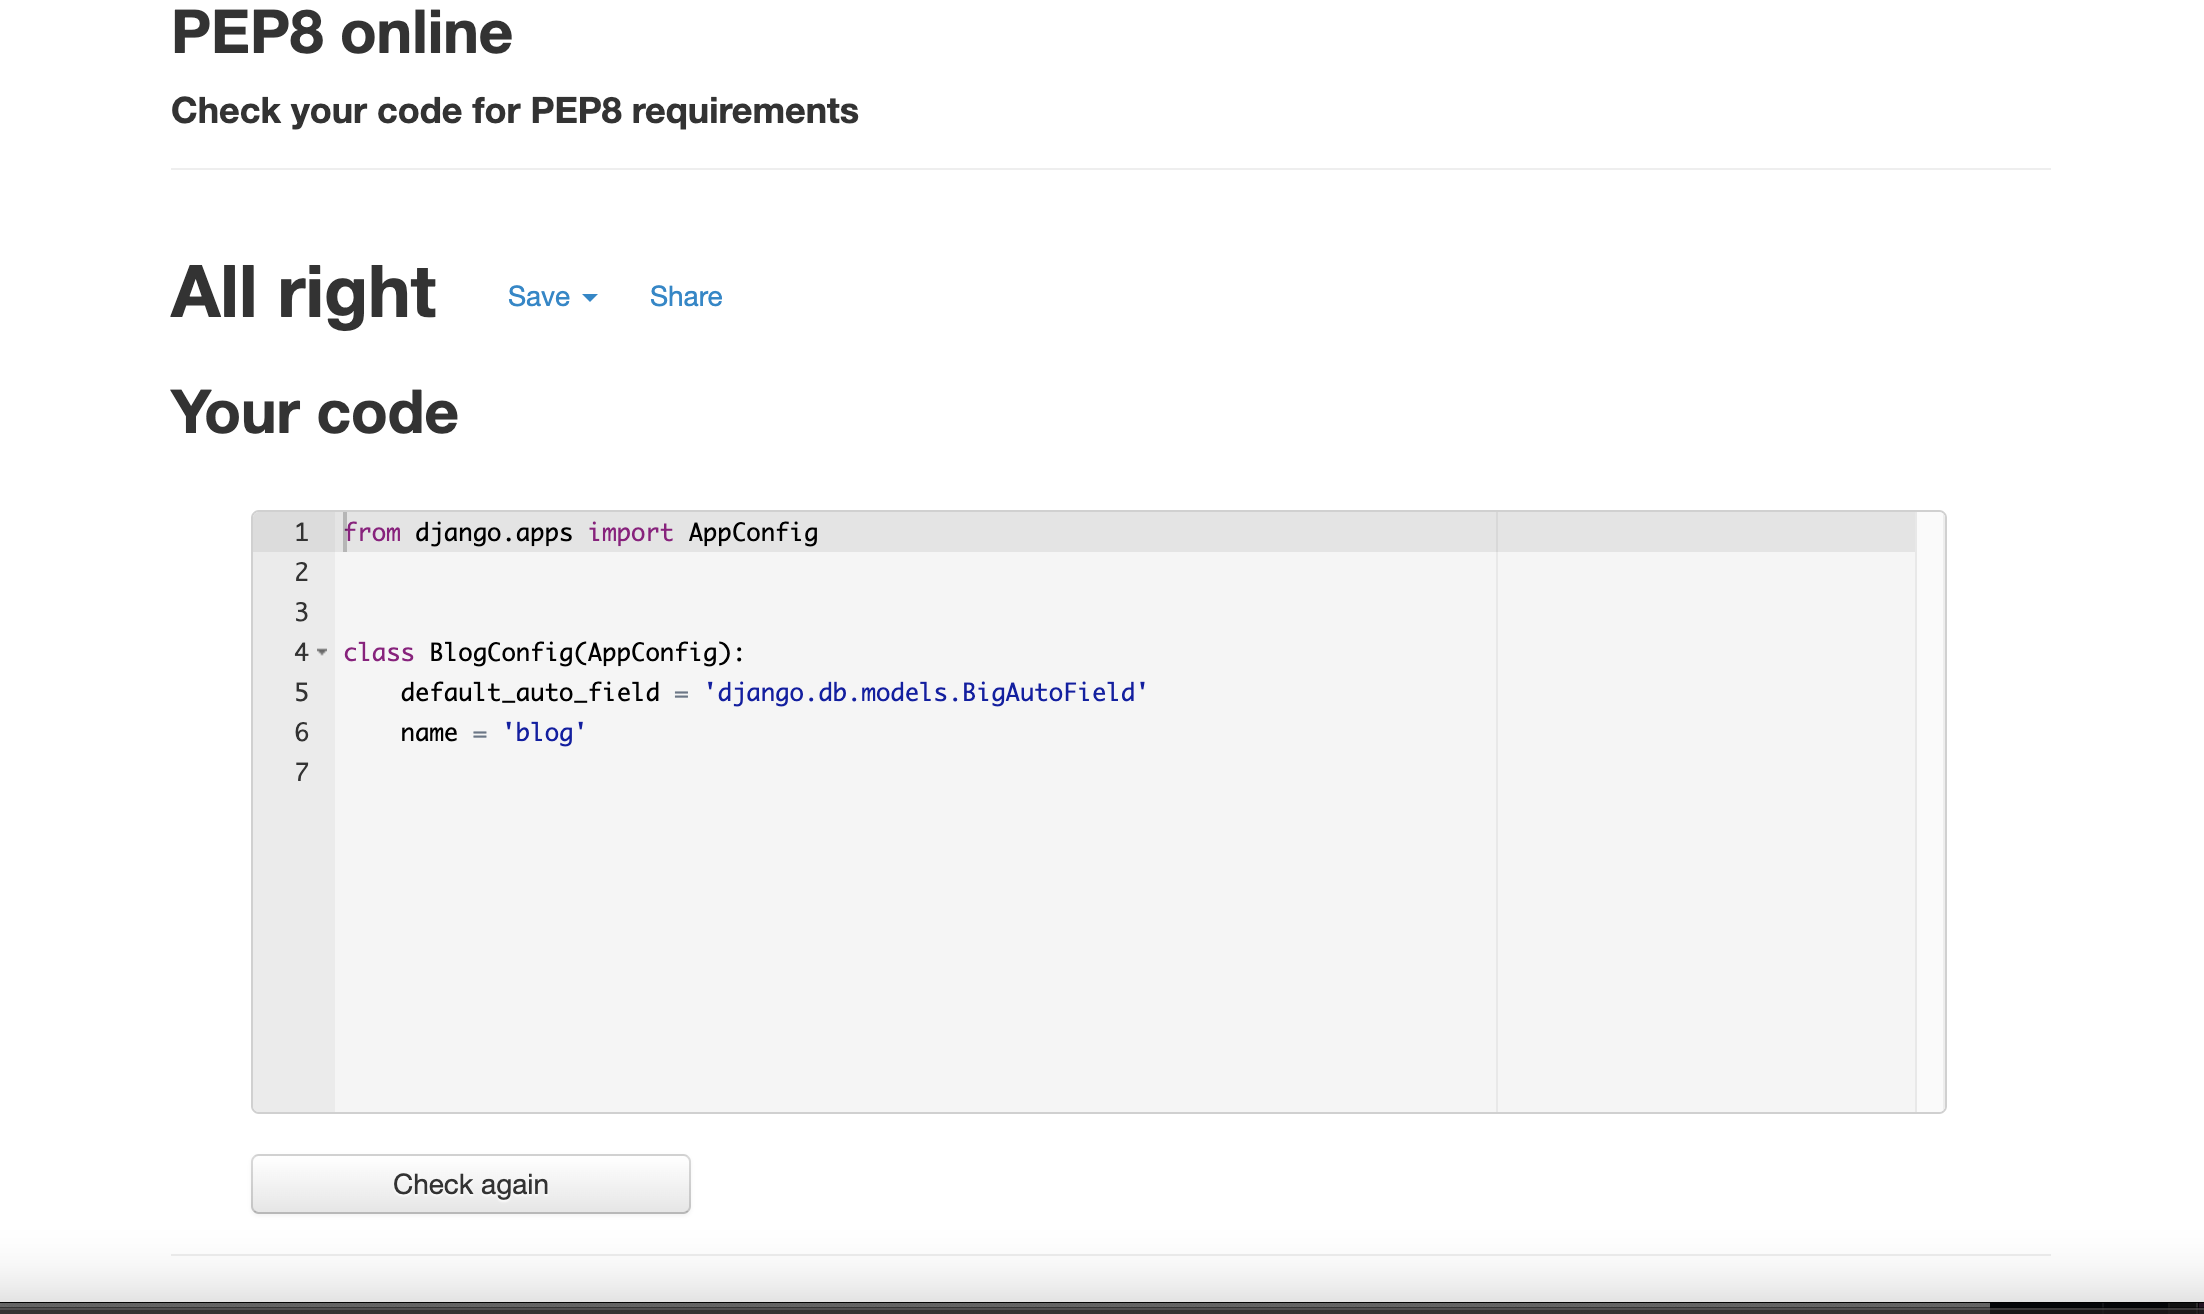 PEP8 online
Check your code for PEP8 requirements
All right Save Share
Your code
1 from django.apps import AppConfig
2
3
4 class BlogConfig(AppConfig):
5     default_auto_field = 'django.db.models.BigAutoField'
6     name = 'blog'
7
Check again